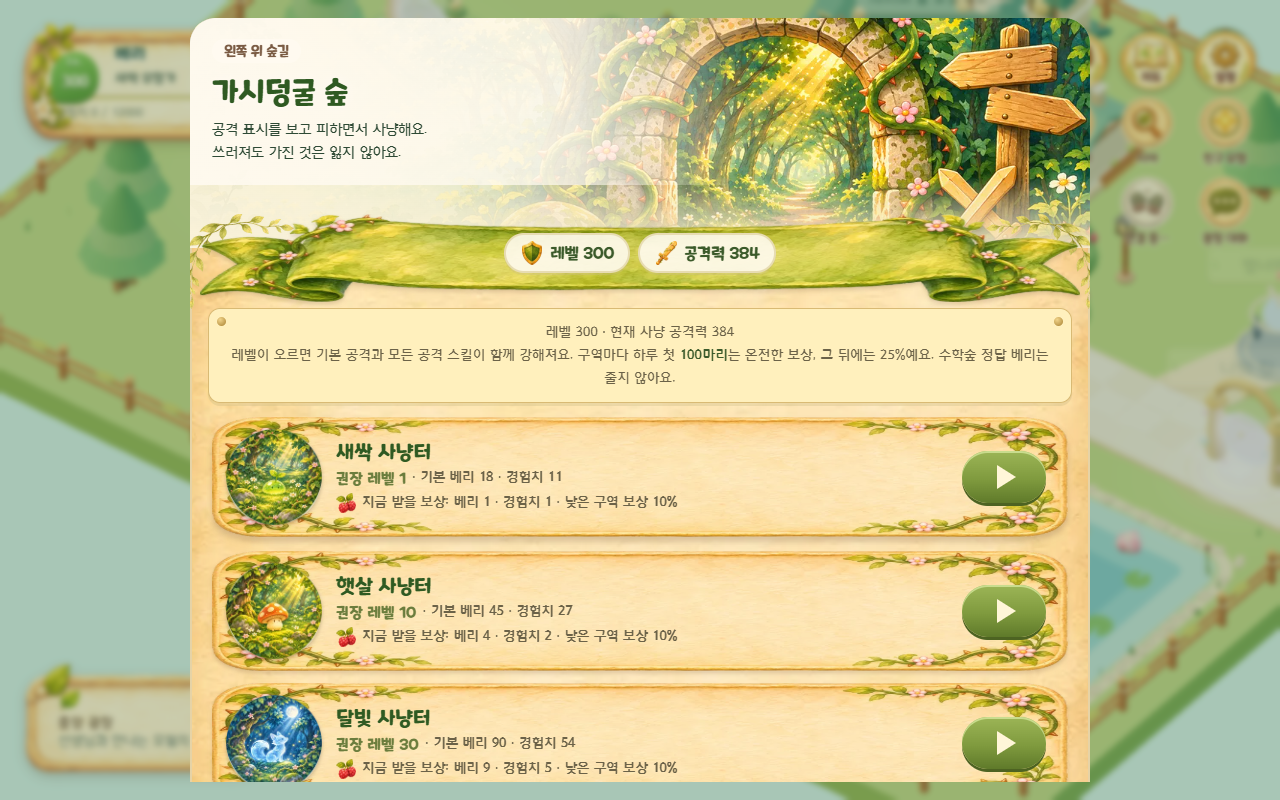 왼쪽 위 숲길
가시덩굴 숲
공격 표시를 보고 피하면서 사냥해요.
쓰러져도 가진 것은 잃지 않아요.
레벨 300
공격력 384
레벨 300 · 현재 사냥 공격력 384
레벨이 오르면 기본 공격과 모든 공격 스킬이 함께 강해져요. 구역마다 하루 첫 100마리는 온전한 보상, 그 뒤에는 25%예요. 수학숲 정답 베리는
줄지 않아요.
새싹 사냥터
권장 레벨 1 · 기본 베리 18 · 경험치 11
지금 받을 보상: 베리 1 · 경험치 1 · 낮은 구역 보상 10%
햇살 사냥터
권장 레벨 10 · 기본 베리 45 · 경험치 27
지금 받을 보상: 베리 4 · 경험치 2 · 낮은 구역 보상 10%
달빛 사냥터
권장 레벨 30 · 기본 베리 90 · 경험치 54
지금 받을 보상: 베리 9 · 경험치 5 · 낮은 구역 보상 10%